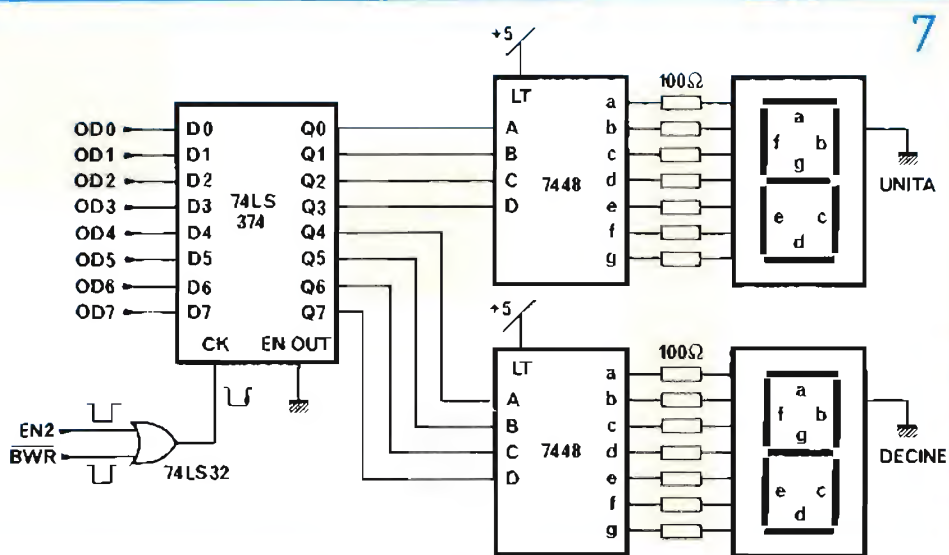 7
+5
LT
A
B
C
D
7448
a
b
c
d
e
f
g
100Ω
a
f b
g
e c
d
UNITA
OD0
OD1
OD2
OD3
OD4
OD5
OD6
OD7
D0
D1
D2
D3
D4
D5
D6
D7
74LS
374
Q0
Q1
Q2
Q3
Q4
Q5
Q6
Q7
CK EN OUT
EN2
BWR
74LS32
+5
LT
A
B
C
D
7448
a
b
c
d
e
f
g
100Ω
a
f b
g
e c
d
DECINE